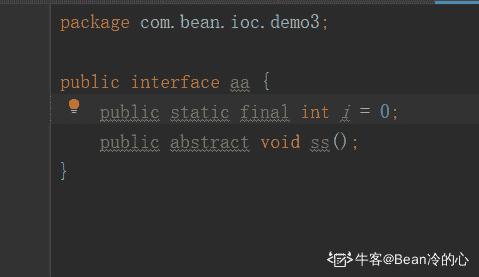 package com.bean.ioc.demo3;
public interface aa {
public static final int i = 0;
public abstract void ss();
}
牛客@Bean冷的心